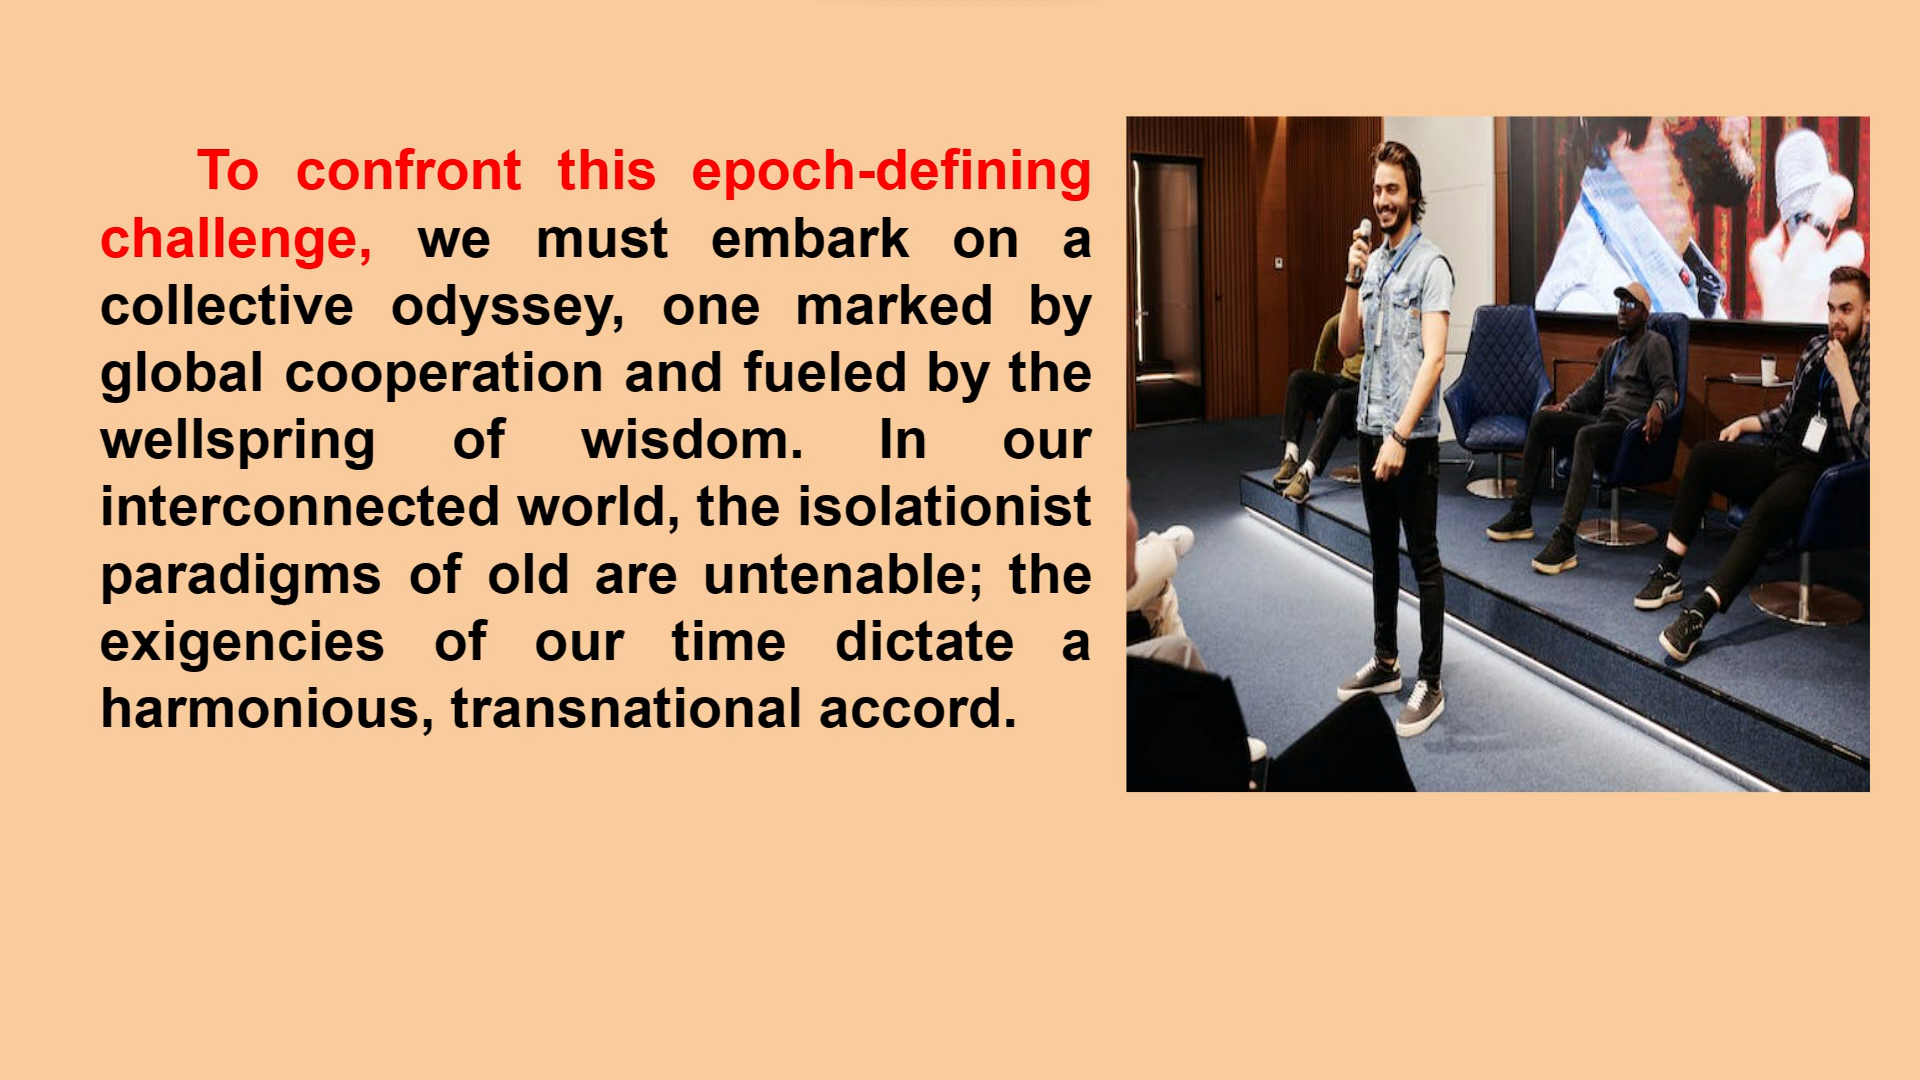 To confront this epoch-defining
challenge, we must embark on a
collective odyssey, one marked by
global cooperation and fueled by the
wellspring of wisdom. In our
interconnected world, the isolationist
paradigms of old are untenable; the
exigencies of our time dictate a
harmonious, transnational accord.